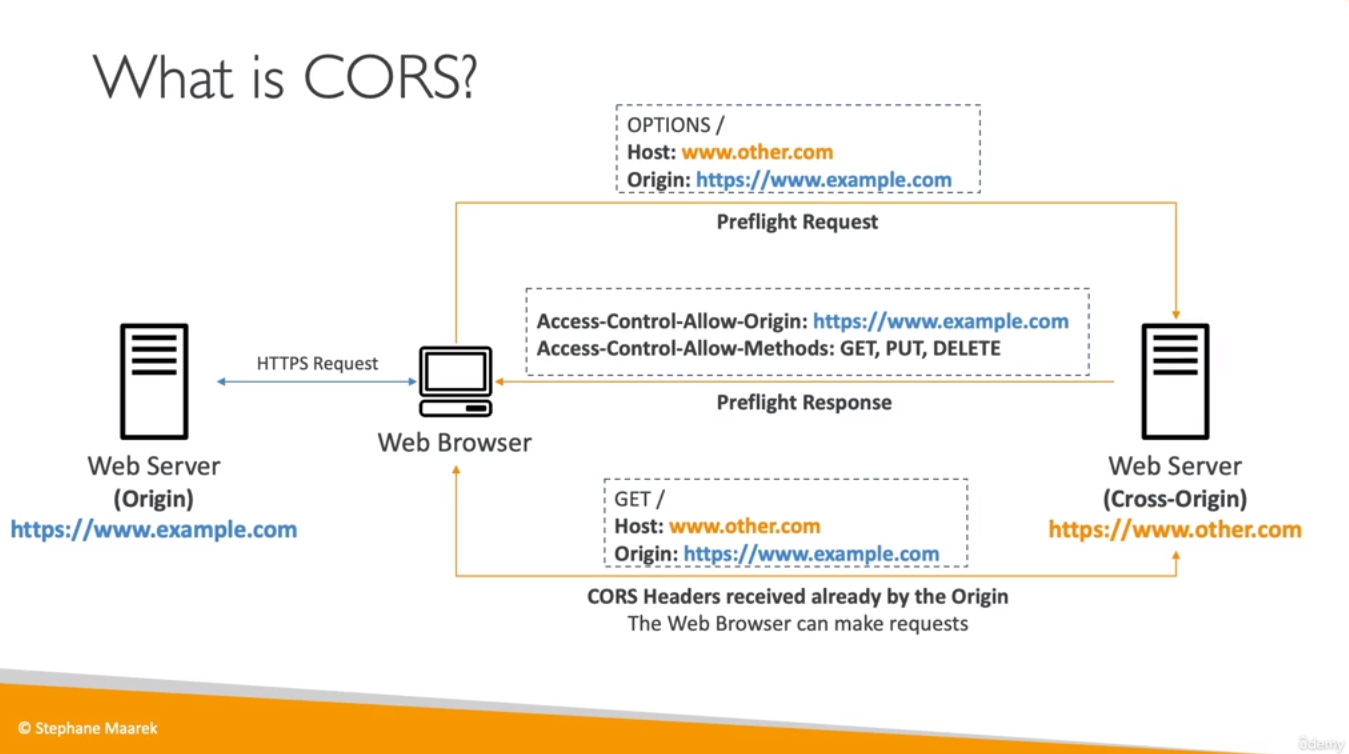 What is CORS?
OPTIONS /
Host: www.other.com
Origin: https://www.example.com
Preflight Request
Access-Control-Allow-Origin: https://www.example.com
Access-Control-Allow-Methods: GET, PUT, DELETE
Preflight Response
HTTPS Request
Web Browser
Web Server
(Origin)
https://www.example.com
Web Server
(Cross-Origin)
https://www.other.com
GET /
Host: www.other.com
Origin: https://www.example.com
CORS Headers received already by the Origin
The Web Browser can make requests
© Stephane Maarek
ûdemy